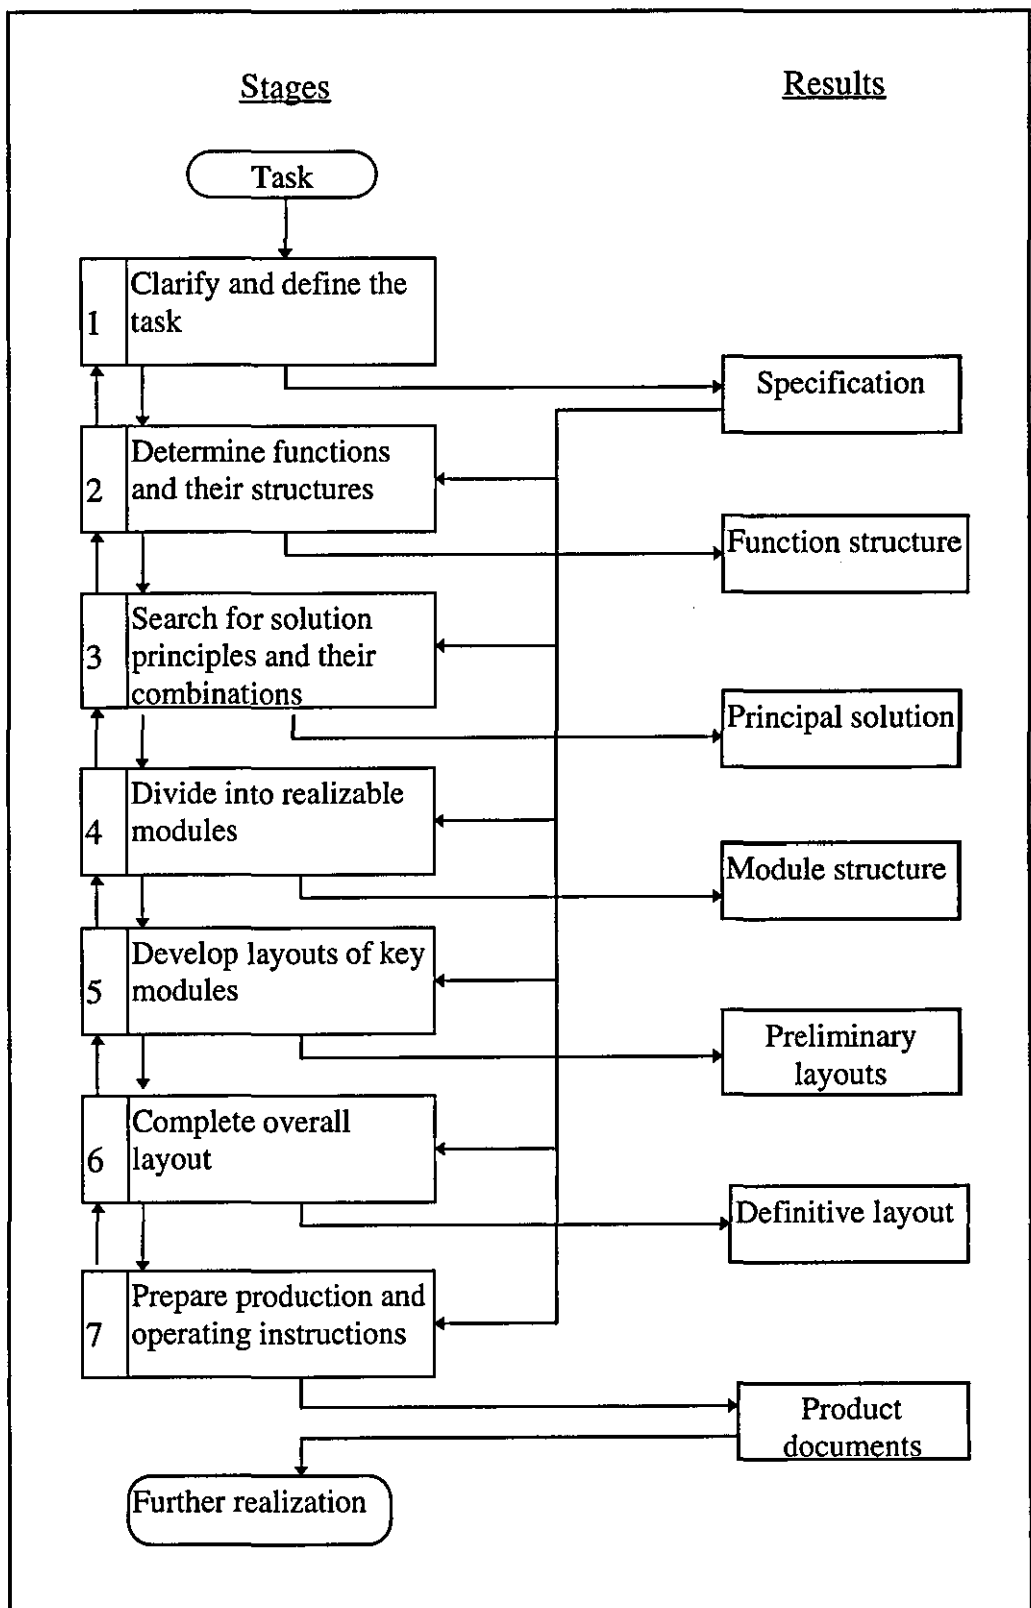 Stages
Results
Task
1
Clarify and define the
task
Specification
2
Determine functions
and their structures
Function structure
3
Search for solution
principles and their
combinations
Principal solution
4
Divide into realizable
modules
Module structure
5
Develop layouts of key
modules
Preliminary
layouts
6
Complete overall
layout
Definitive layout
7
Prepare production and
operating instructions
Product
documents
Further realization